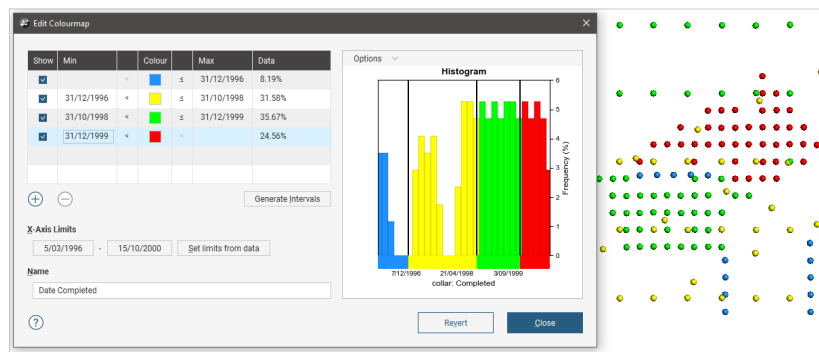 Edit Colourmap
Show Min Colour Max Data
< ≤ 31/12/1996 8.19%
31/12/1996 < ≤ 31/10/1998 31.58%
31/10/1998 < ≤ 31/12/1999 35.67%
31/12/1999 < < 24.56%
Generate Intervals
X-Axis Limits
5/03/1996 - 15/10/2000 Set limits from data
Name
Date Completed
?
Options
Histogram
6
5
4
3
2
1
0
Frequency (%)
7/12/1996 21/04/1998 3/09/1999
collar: Completed
Revert Close